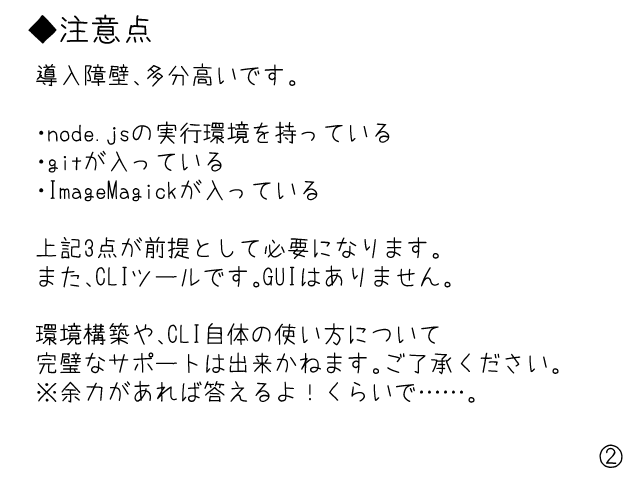 ◆注意点
導入障壁、多分高いです。
・node.jsの実行環境を持っている
・gitが入っている
・ImageMagickが入っている
上記3点が前提として必要になります。
また、CLIツールです。GUIはありません。
環境構築や、CLI自体の使い方について
完璧なサポートは出来かねます。ご了承ください。
※余力があれば答えるよ！くらいで……。
②